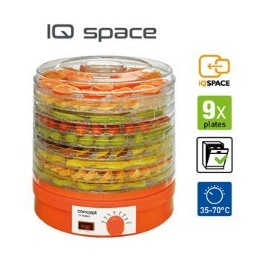 IQ space
IQSPACE
9x
plates
concept
35-70°C